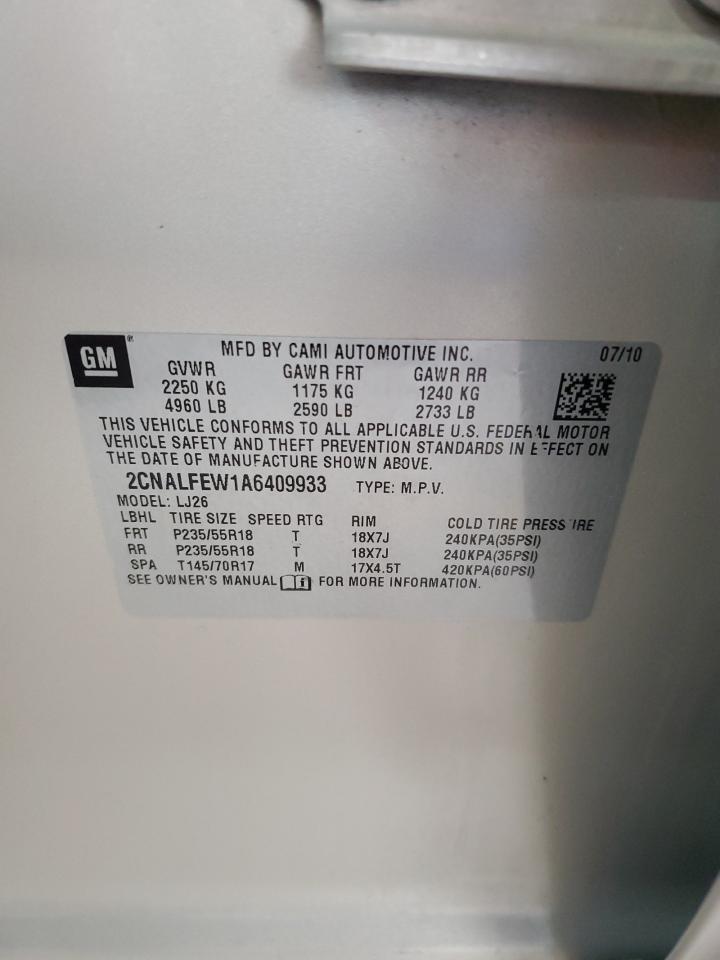 GM®
MFD BY CAMI AUTOMOTIVE INC. 07/10
GVWR GAWR FRT GAWR RR
2250 KG 1175 KG 1240 KG
4960 LB 2590 LB 2733 LB
THIS VEHICLE CONFORMS TO ALL APPLICABLE U.S. FEDERAL MOTOR
VEHICLE SAFETY AND THEFT PREVENTION STANDARDS IN EFFECT ON
THE DATE OF MANUFACTURE SHOWN ABOVE.
2CNALFEW1A6409933 TYPE: M.P.V.
MODEL: LJ26
LBHL TIRE SIZE SPEED RTG RIM COLD TIRE PRESSURE
FRT P235/55R18 T 18X7J 240KPA(35PSI)
RR P235/55R18 T 18X7J 240KPA(35PSI)
SPA T145/70R17 M 17X4.5T 420KPA(60PSI)
SEE OWNER'S MANUAL i FOR MORE INFORMATION.